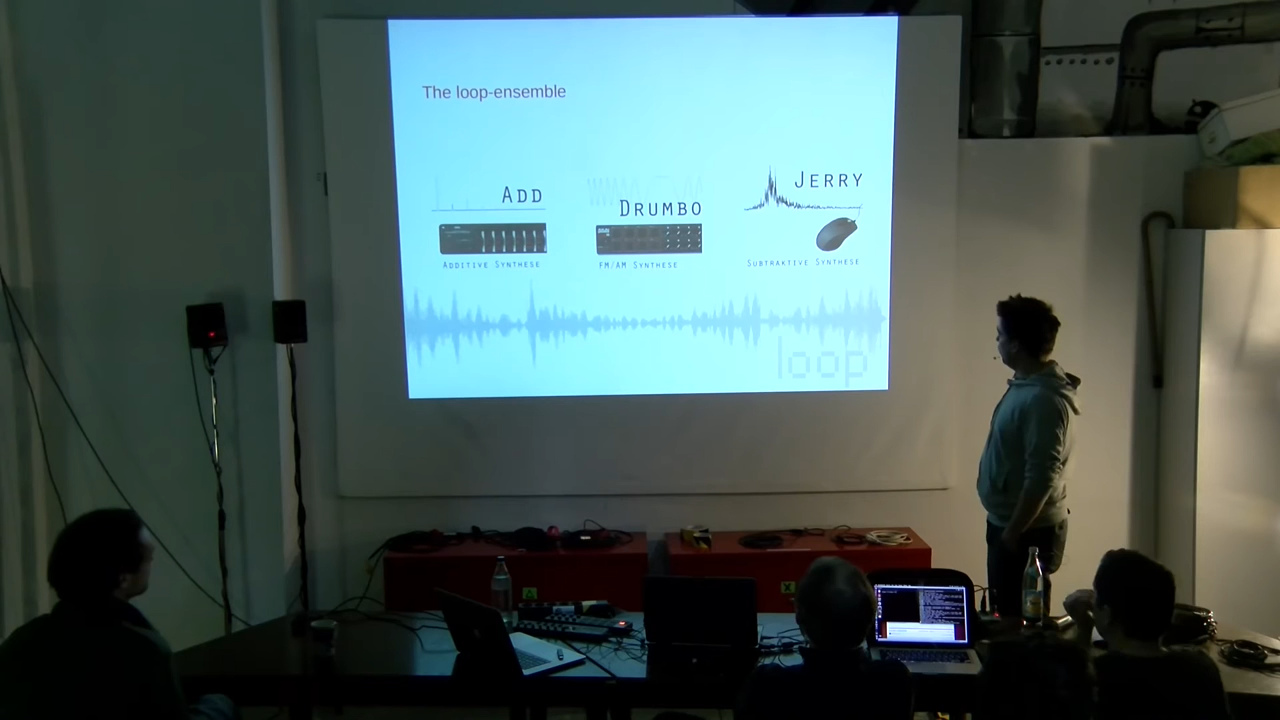 The loop-ensemble
ADD
DRUMBO
JERRY
ADDITIVE SYNTHESE
FM/AM SYNTHESE
SUBTRAKTIVE SYNTHESE
loop